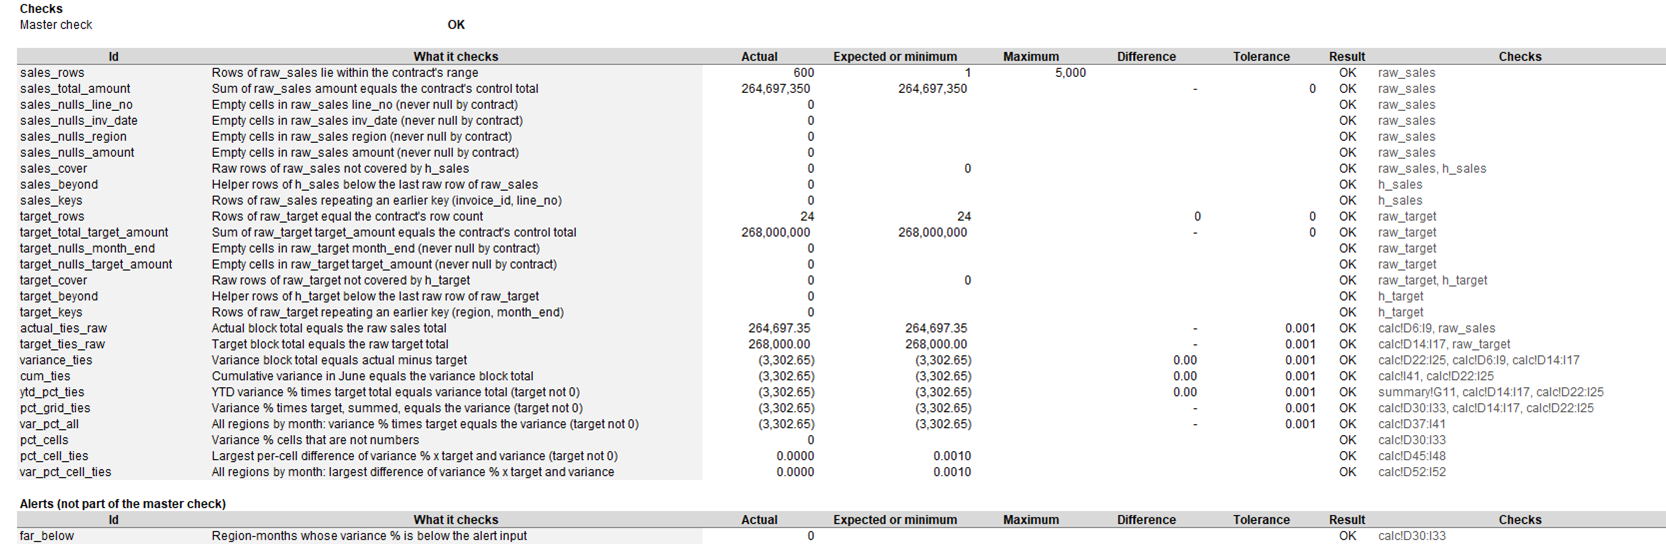 Checks
Master check OK
Id What it checks Actual Expected or minimum Maximum Difference Tolerance Result Checks
sales_rows Rows of raw_sales lie within the contract's range 600 1 5,000 OK raw_sales
sales_total_amount Sum of raw_sales amount equals the contract's control total 264,697,350 264,697,350 - 0 OK raw_sales
sales_nulls_line_no Empty cells in raw_sales line_no (never null by contract) 0 OK raw_sales
sales_nulls_inv_date Empty cells in raw_sales inv_date (never null by contract) 0 OK raw_sales
sales_nulls_region Empty cells in raw_sales region (never null by contract) 0 OK raw_sales
sales_nulls_amount Empty cells in raw_sales amount (never null by contract) 0 OK raw_sales
sales_cover Raw rows of raw_sales not covered by h_sales 0 0 OK raw_sales, h_sales
sales_beyond Helper rows of h_sales below the last raw row of raw_sales 0 OK h_sales
sales_keys Rows of raw_sales repeating an earlier key (invoice_id, line_no) 0 OK h_sales
target_rows Rows of raw_target equal the contract's row count 24 24 0 0 OK raw_target
target_total_target_amount Sum of raw_target target_amount equals the contract's control total 268,000,000 268,000,000 - 0 OK raw_target
target_nulls_month_end Empty cells in raw_target month_end (never null by contract) 0 OK raw_target
target_nulls_target_amount Empty cells in raw_target target_amount (never null by contract) 0 OK raw_target
target_cover Raw rows of raw_target not covered by h_target 0 0 OK raw_target, h_target
target_beyond Helper rows of h_target below the last raw row of raw_target 0 OK h_target
target_keys Rows of raw_target repeating an earlier key (region, month_end) 0 OK h_target
actual_ties_raw Actual block total equals the raw sales total 264,697.35 264,697.35 - 0.001 OK calc!D6:I9, raw_sales
target_ties_raw Target block total equals the raw target total 268,000.00 268,000.00 - 0.001 OK calc!D14:I17, raw_target
variance_ties Variance block total equals actual minus target (3,302.65) (3,302.65) 0.00 0.001 OK calc!D22:I25, calc!D6:I9, calc!D14:I17
cum_ties Cumulative variance in June equals the variance block total (3,302.65) (3,302.65) 0.00 0.001 OK calc!I41, calc!D22:I25
ytd_pct_ties YTD variance % times target total equals variance total (target not 0) (3,302.65) (3,302.65) 0.00 0.001 OK summary!G11, calc!D14:I17, calc!D22:I25
pct_grid_ties Variance % times target, summed, equals the variance (target not 0) (3,302.65) (3,302.65) - 0.001 OK calc!D30:I33, calc!D14:I17, calc!D22:I25
var_pct_all All regions by month: variance % times target equals the variance (target not 0) (3,302.65) (3,302.65) - 0.001 OK calc!D37:I41
pct_cells Variance % cells that are not numbers 0 OK calc!D30:I33
pct_cell_ties Largest per-cell difference of variance % x target and variance (target not 0) 0.0000 0.0010 OK calc!D45:I48
var_pct_cell_ties All regions by month: largest difference of variance % x target and variance 0.0000 0.0010 OK calc!D52:I52
Alerts (not part of the master check)
Id What it checks Actual Expected or minimum Maximum Difference Tolerance Result Checks
far_below Region-months whose variance % is below the alert input 0 OK calc!D30:I33